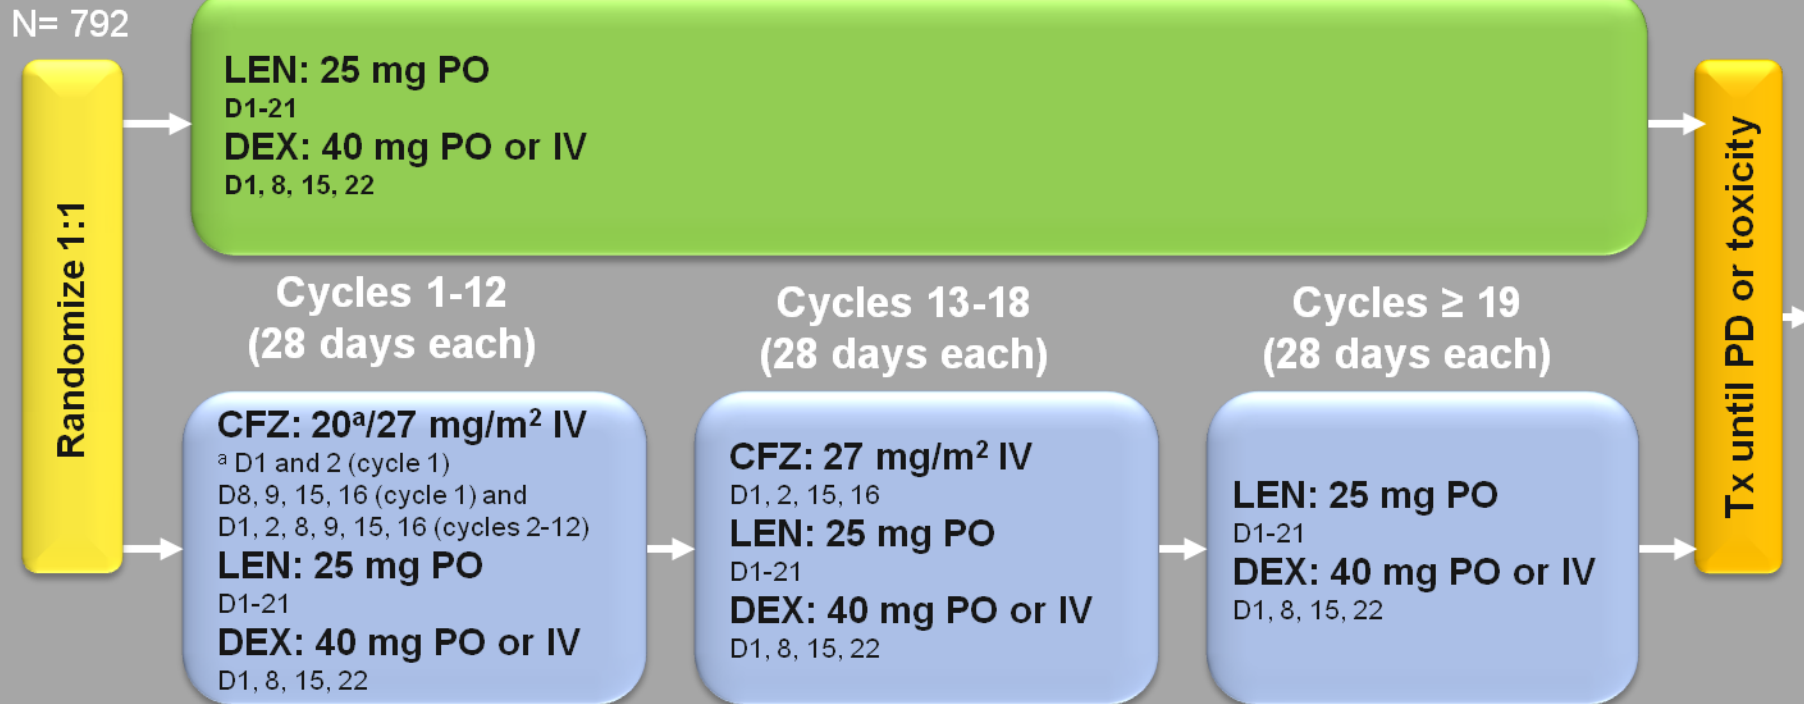 N= 792
Randomize 1:1
LEN: 25 mg PO
D1-21
DEX: 40 mg PO or IV
D1, 8, 15, 22
Cycles 1-12
(28 days each)
CFZ: 20ᵃ/27 mg/m² IV
ᵃ D1 and 2 (cycle 1)
D8, 9, 15, 16 (cycle 1) and
D1, 2, 8, 9, 15, 16 (cycles 2-12)
LEN: 25 mg PO
D1-21
DEX: 40 mg PO or IV
D1, 8, 15, 22
Cycles 13-18
(28 days each)
CFZ: 27 mg/m² IV
D1, 2, 15, 16
LEN: 25 mg PO
D1-21
DEX: 40 mg PO or IV
D1, 8, 15, 22
Cycles ≥ 19
(28 days each)
LEN: 25 mg PO
D1-21
DEX: 40 mg PO or IV
D1, 8, 15, 22
Tx until PD or toxicity